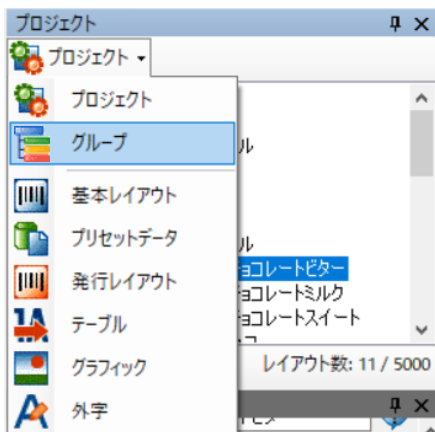 プロジェクト
プロジェクト
プロジェクト
グループ
ル
基本レイアウト
プリセットデータ
ル
発行レイアウト
チョコレートビター
チョコレートミルク
チョコレートスイート
テーブル
グラフィック
レイアウト数: 11 / 5000
外字